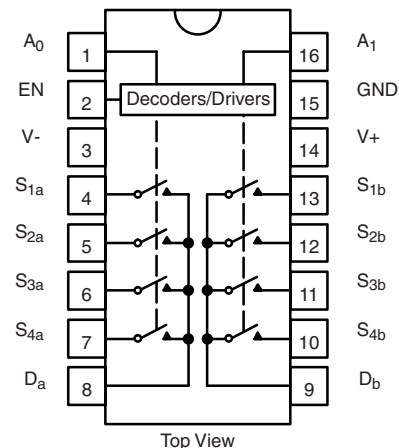 A0 1 16 A1
EN 2 Decoders/Drivers 15 GND
V- 3 14 V+
S1a 4 13 S1b
S2a 5 12 S2b
S3a 6 11 S3b
S4a 7 10 S4b
Da 8 9 Db
Top View